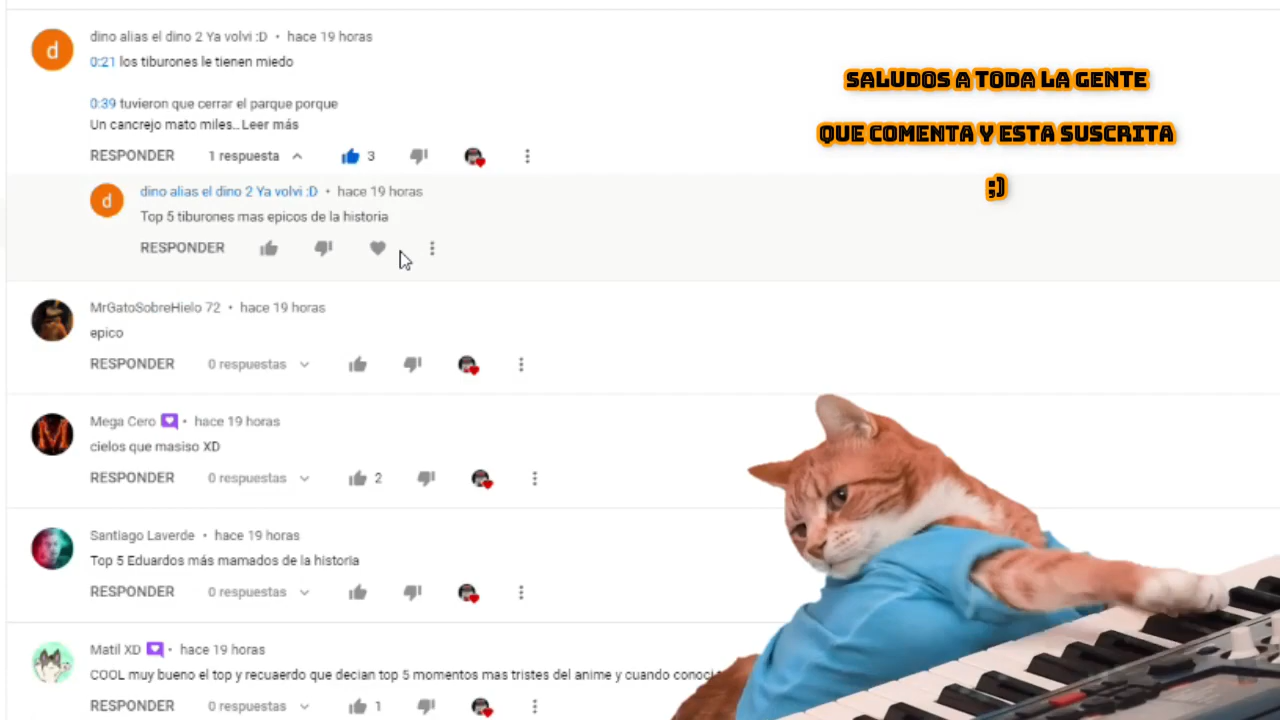 dino alias el dino 2 Ya volvi :D • hace 19 horas
0:21 los tiburones le tienen miedo
0:39 tuvieron que cerrar el parque porque
Un cancrejo mato miles... Leer más
RESPONDER 1 respuesta 3
dino alias el dino 2 Ya volvi :D • hace 19 horas
Top 5 tiburones mas epicos de la historia
RESPONDER
MrGatoSobreHielo 72 • hace 19 horas
epico
RESPONDER 0 respuestas
Mega Cero • hace 19 horas
cielos que masiso XD
RESPONDER 0 respuestas 2
Santiago Laverde • hace 19 horas
Top 5 Eduardos más mamados de la historia
RESPONDER 0 respuestas
Matil XD • hace 19 horas
COOL muy bueno el top y recuaerdo que decian top 5 momentos mas tristes del anime y cuando conoci
RESPONDER 0 respuestas 1
SALUDOS A TODA LA GENTE
QUE COMENTA Y ESTA SUSCRITA
;)